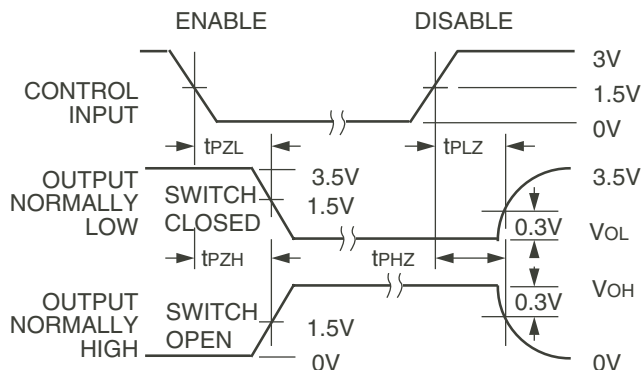 ENABLE DISABLE
CONTROL
INPUT
3V
1.5V
0V
tPZL tPLZ
OUTPUT
NORMALLY
LOW
SWITCH
CLOSED
3.5V
1.5V
3.5V
0.3V
VOL
tPZH tPHZ
OUTPUT
NORMALLY
HIGH
SWITCH
OPEN
1.5V
0V
0.3V
VOH
0V